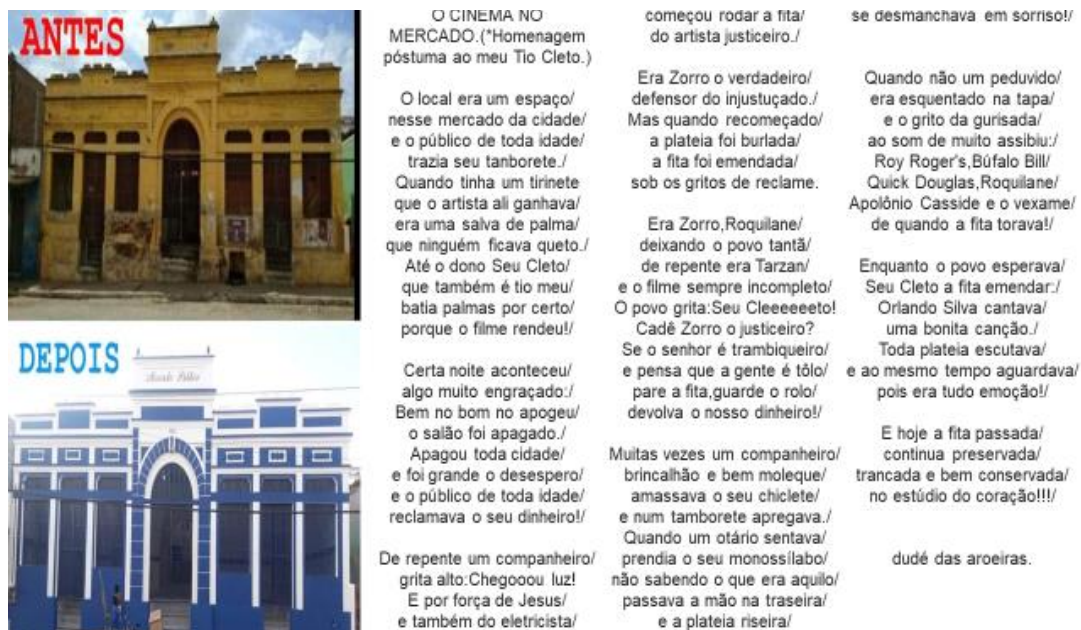 ANTES
DEPOIS
O CINEMA NO
MERCADO.(*Homenagem
póstuma ao meu Tio Cleto.)
O local era um espaço/
nesse mercado da cidade/
e o público de toda idade/
trazia seu tanborete./
Quando tinha um tirinete
que o artista ali ganhava/
era uma salva de palma/
que ninguém ficava queto./
Até o dono Seu Cleto/
que também é tio meu/
batia palmas por certo/
porque o filme rendeu!/
Certa noite aconteceu/
algo muito engraçado:/
Bem no bom no apogeu/
o salão foi apagado./
Apagou toda cidade/
e foi grande o desespero/
e o público de toda idade/
reclamava o seu dinheiro!/
De repente um companheiro/
grita alto:Chegooou luz!
E por força de Jesus/
e também do eletricista/
começou rodar a fita/
do artista justiceiro./
Era Zorro o verdadeiro/
defensor do injustuçado./
Mas quando recomeçado/
a plateia foi burlada/
a fita foi emendada/
sob os gritos de reclame.
Era Zorro,Roquilane/
deixando o povo tantã/
de repente era Tarzan/
e o filme sempre incompleto/
O povo grita:Seu Cleeeeeeto!
Cadê Zorro o justiceiro?
Se o senhor é trambiqueiro/
e pensa que a gente é tôlo/
pare a fita,guarde o rolo/
devolva o nosso dinheiro!/
Muitas vezes um companheiro/
brincalhão e bem moleque/
amassava o seu chiclete/
e num tamborete apregava./
Quando um otário sentava/
prendia o seu monossílabo/
não sabendo o que era aquilo/
passava a mão na traseira/
e a plateia riseira/
se desmanchava em sorriso!/
Quando não um peduvido/
era esquentado na tapa/
e o grito da gurisada/
ao som de muito assibiu:/
Roy Roger's,Búfalo Bill/
Quick Douglas,Roquilane/
Apolônio Casside e o vexame/
de quando a fita torava!/
Enquanto o povo esperava/
Seu Cleto a fita emendar:/
Orlando Silva cantava/
uma bonita canção./
Toda plateia escutava/
e ao mesmo tempo aguardava/
pois era tudo emoção!/
E hoje a fita passada/
continua preservada/
trancada e bem conservada/
no estúdio do coração!!!/
dudé das aroeiras.